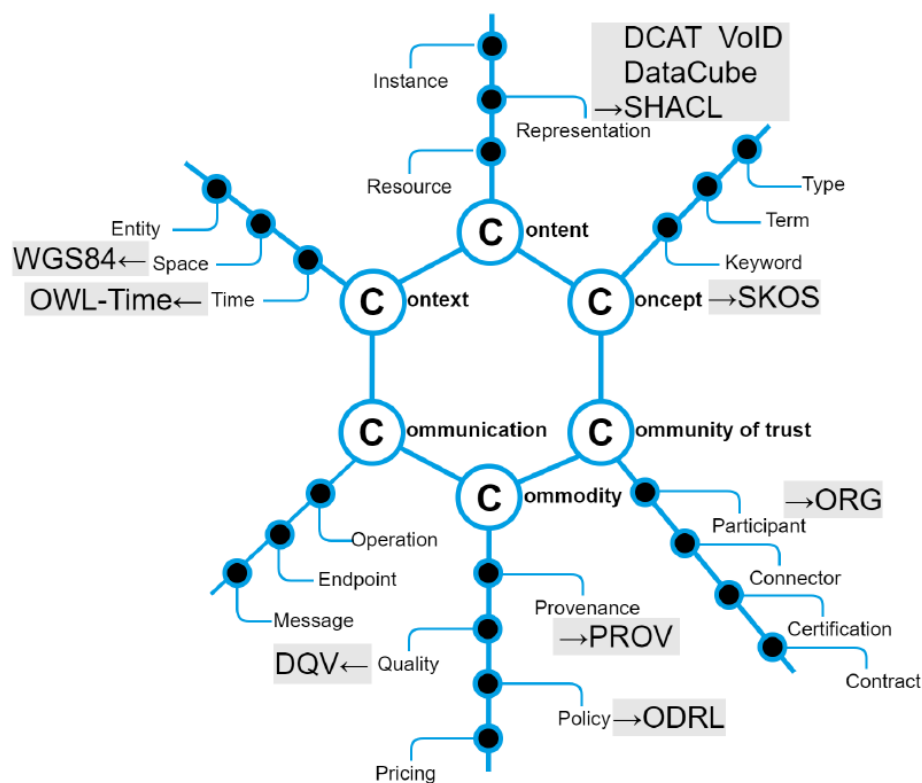 DCAT VoID
DataCube
→SHACL
Instance
Representation
Resource
Type
Term
Keyword
Entity
WGS84← Space
OWL-Time← Time
Content
Context
Concept →SKOS
Communication
Community of trust
Commodity
→ORG
Participant
Connector
Certification
Contract
Operation
Endpoint
Message
Provenance
→PROV
DQV← Quality
Policy →ODRL
Pricing